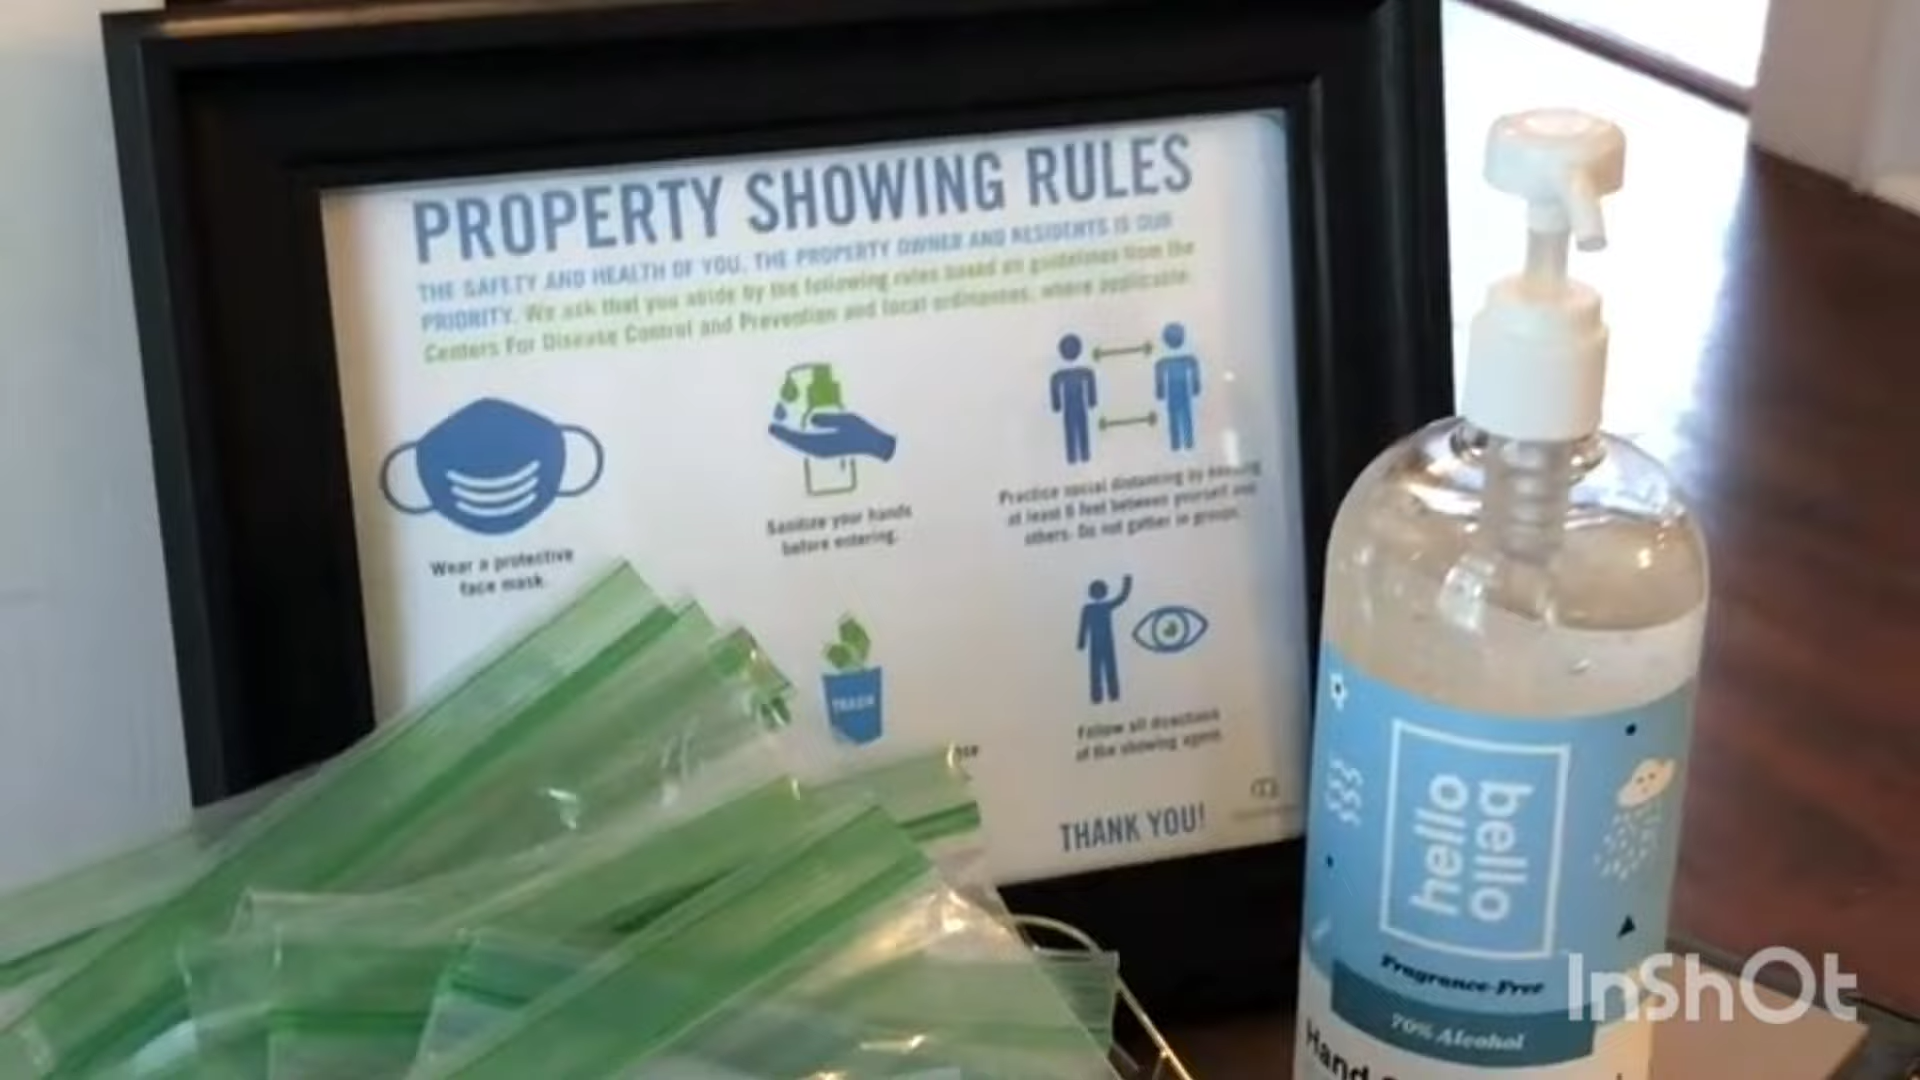 PROPERTY SHOWING RULES
THE SAFETY AND HEALTH OF YOU, THE PROPERTY OWNER AND RESIDENTS IS OUR
PRIORITY. We ask that you abide by the following rules based on guidelines from the
Centers For Disease Control and Prevention and local ordinances, where applicable.
Wear a protective
face mask.
Sanitize your hands
before entering.
Practice social distancing by keeping
at least 6 feet between yourself and
others. Do not gather in groups.
TRASH
Follow all directions
of the showing agent.
THANK YOU!
hello
bello
Fragrance-Free
70% Alcohol
Hand
InShOt